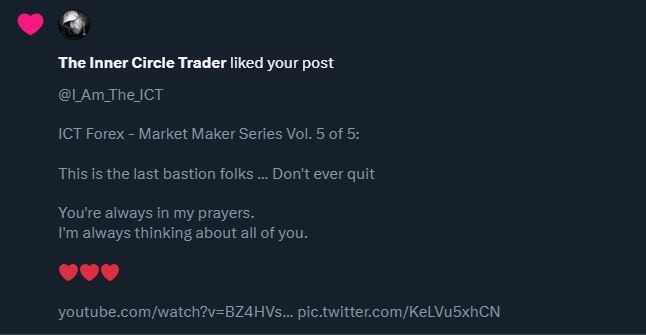 The Inner Circle Trader liked your post
@I_Am_The_ICT
ICT Forex - Market Maker Series Vol. 5 of 5:
This is the last bastion folks ... Don't ever quit
You're always in my prayers.
I'm always thinking about all of you.
youtube.com/watch?v=BZ4HVs... pic.twitter.com/KeLVu5xhCN